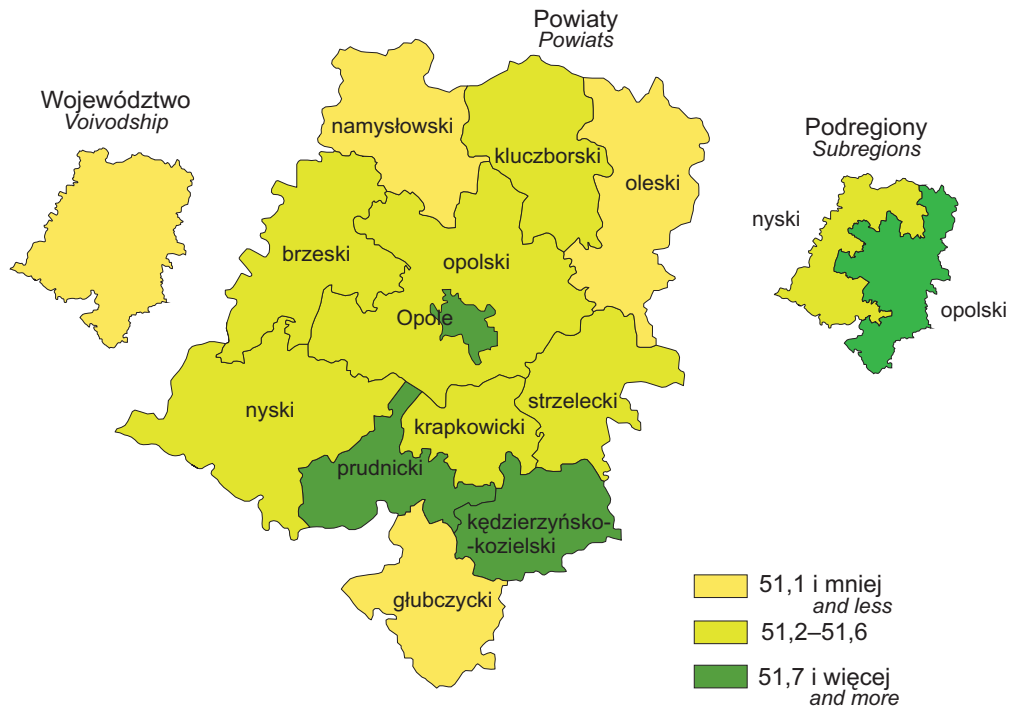 Powiaty
Powiats
Województwo
Voivodship
Podregiony
Subregions
namysłowski
kluczborski
oleski
nyski
brzeski
opolski
Opole
opolski
nyski
strzelecki
krapkowicki
prudnicki
kędzierzyńsko-
-kozielski
głubczycki
51,1 i mniej
and less
51,2–51,6
51,7 i więcej
and more